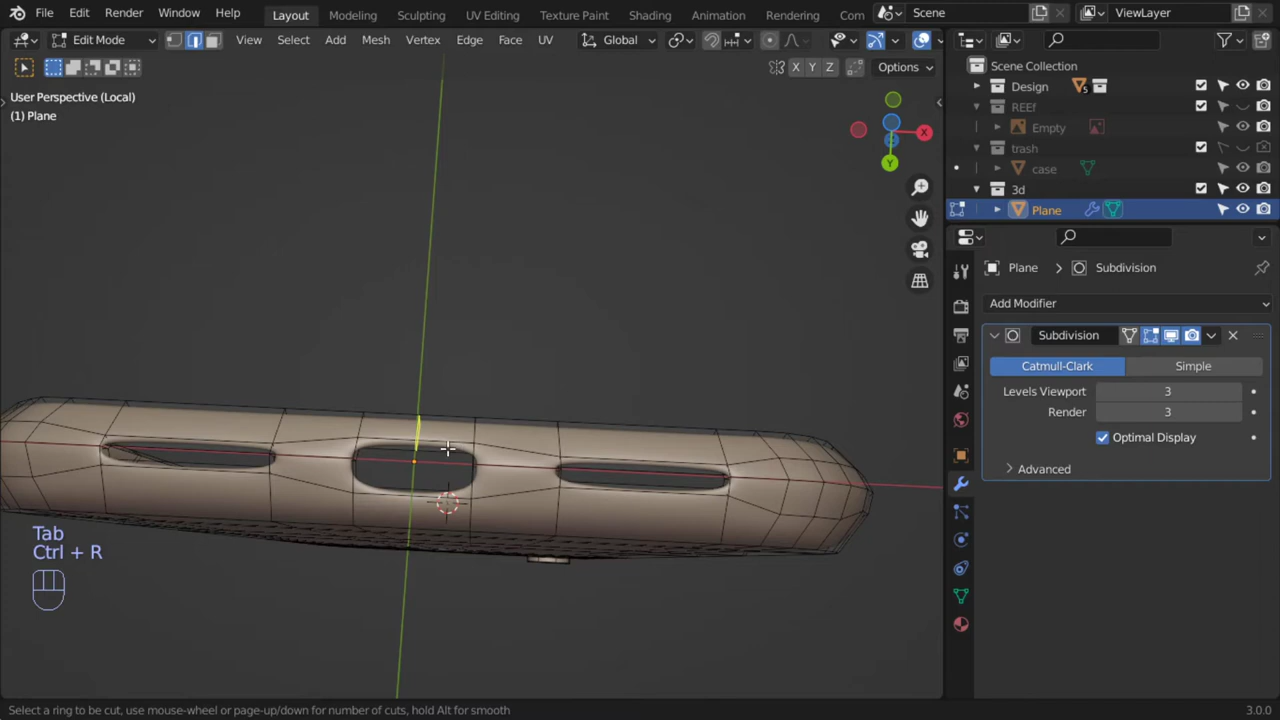 File Edit Render Window Help Layout Modeling Sculpting UV Editing Texture Paint Shading Animation Rendering Com Scene ViewLayer
Edit Mode View Select Add Mesh Vertex Edge Face UV Global
X Y Z Options
User Perspective (Local)
(1) Plane
X
Y
Scene Collection
Design 5
REEf
Empty
trash
case
3d
Plane
Plane > Subdivision
Add Modifier
Subdivision
Catmull-Clark Simple
Levels Viewport 3
Render 3
Optimal Display
Advanced
Tab
Ctrl + R
Select a ring to be cut, use mouse-wheel or page-up/down for number of cuts, hold Alt for smooth 3.0.0